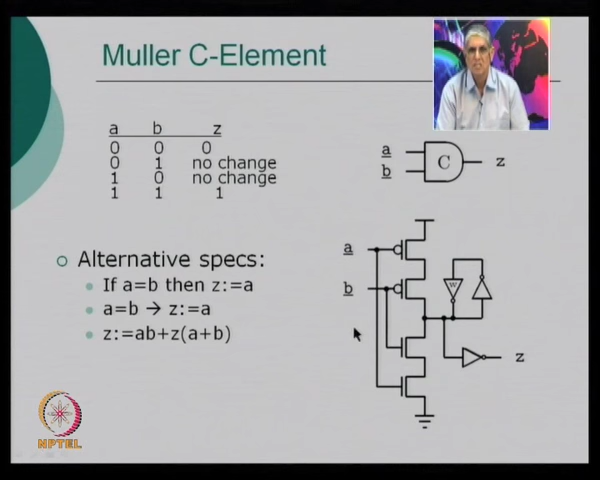 Muller C-Element
a b z
0 0 0
0 1 no change
1 0 no change
1 1 1
a
b
C
z
Alternative specs:
If a=b then z:=a
a=b → z:=a
z:=ab+z(a+b)
a
b
w
z
NPTEL